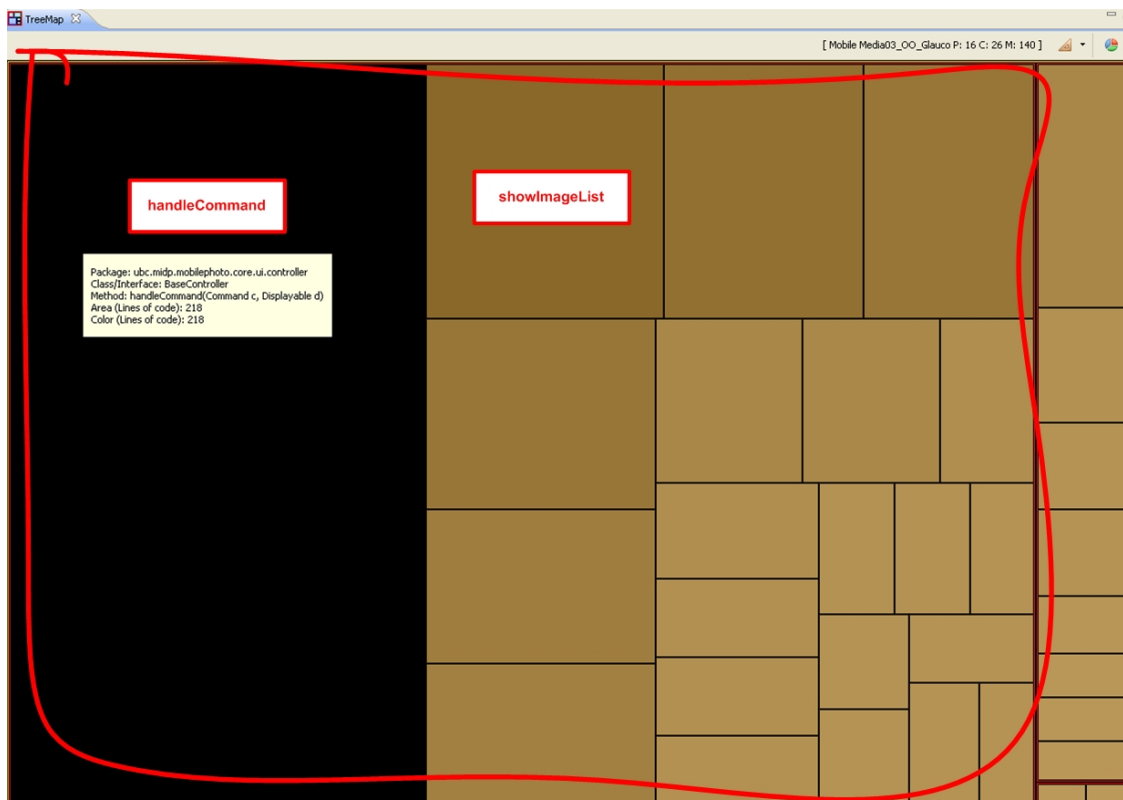 TreeMap
[ Mobile Media03_OO_Glauco P: 16 C: 26 M: 140 ]
handleCommand
showImageList
Package: ubc.midp.mobilephoto.core.ui.controller
Class/Interface: BaseController
Method: handleCommand(Command c, Displayable d)
Area (Lines of code): 218
Color (Lines of code): 218